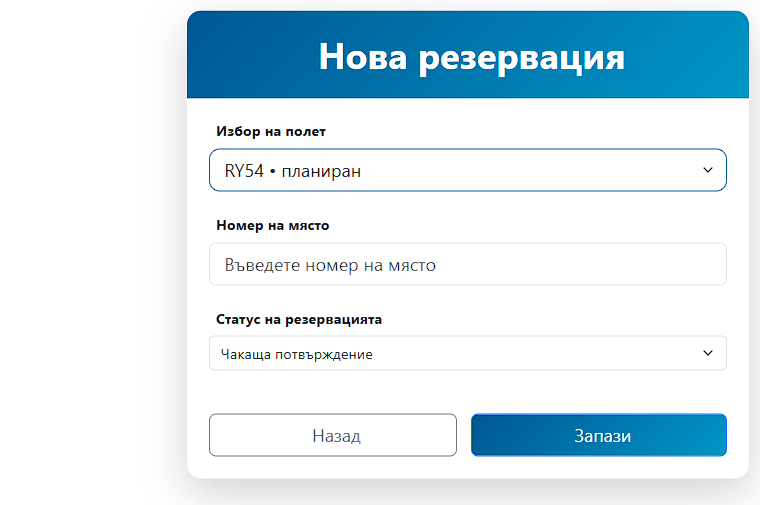 Нова резервация
Избор на полет
RY54 • планиран
Номер на място
Въведете номер на място
Статус на резервацията
Чакаща потвърждение
Назад
Запази